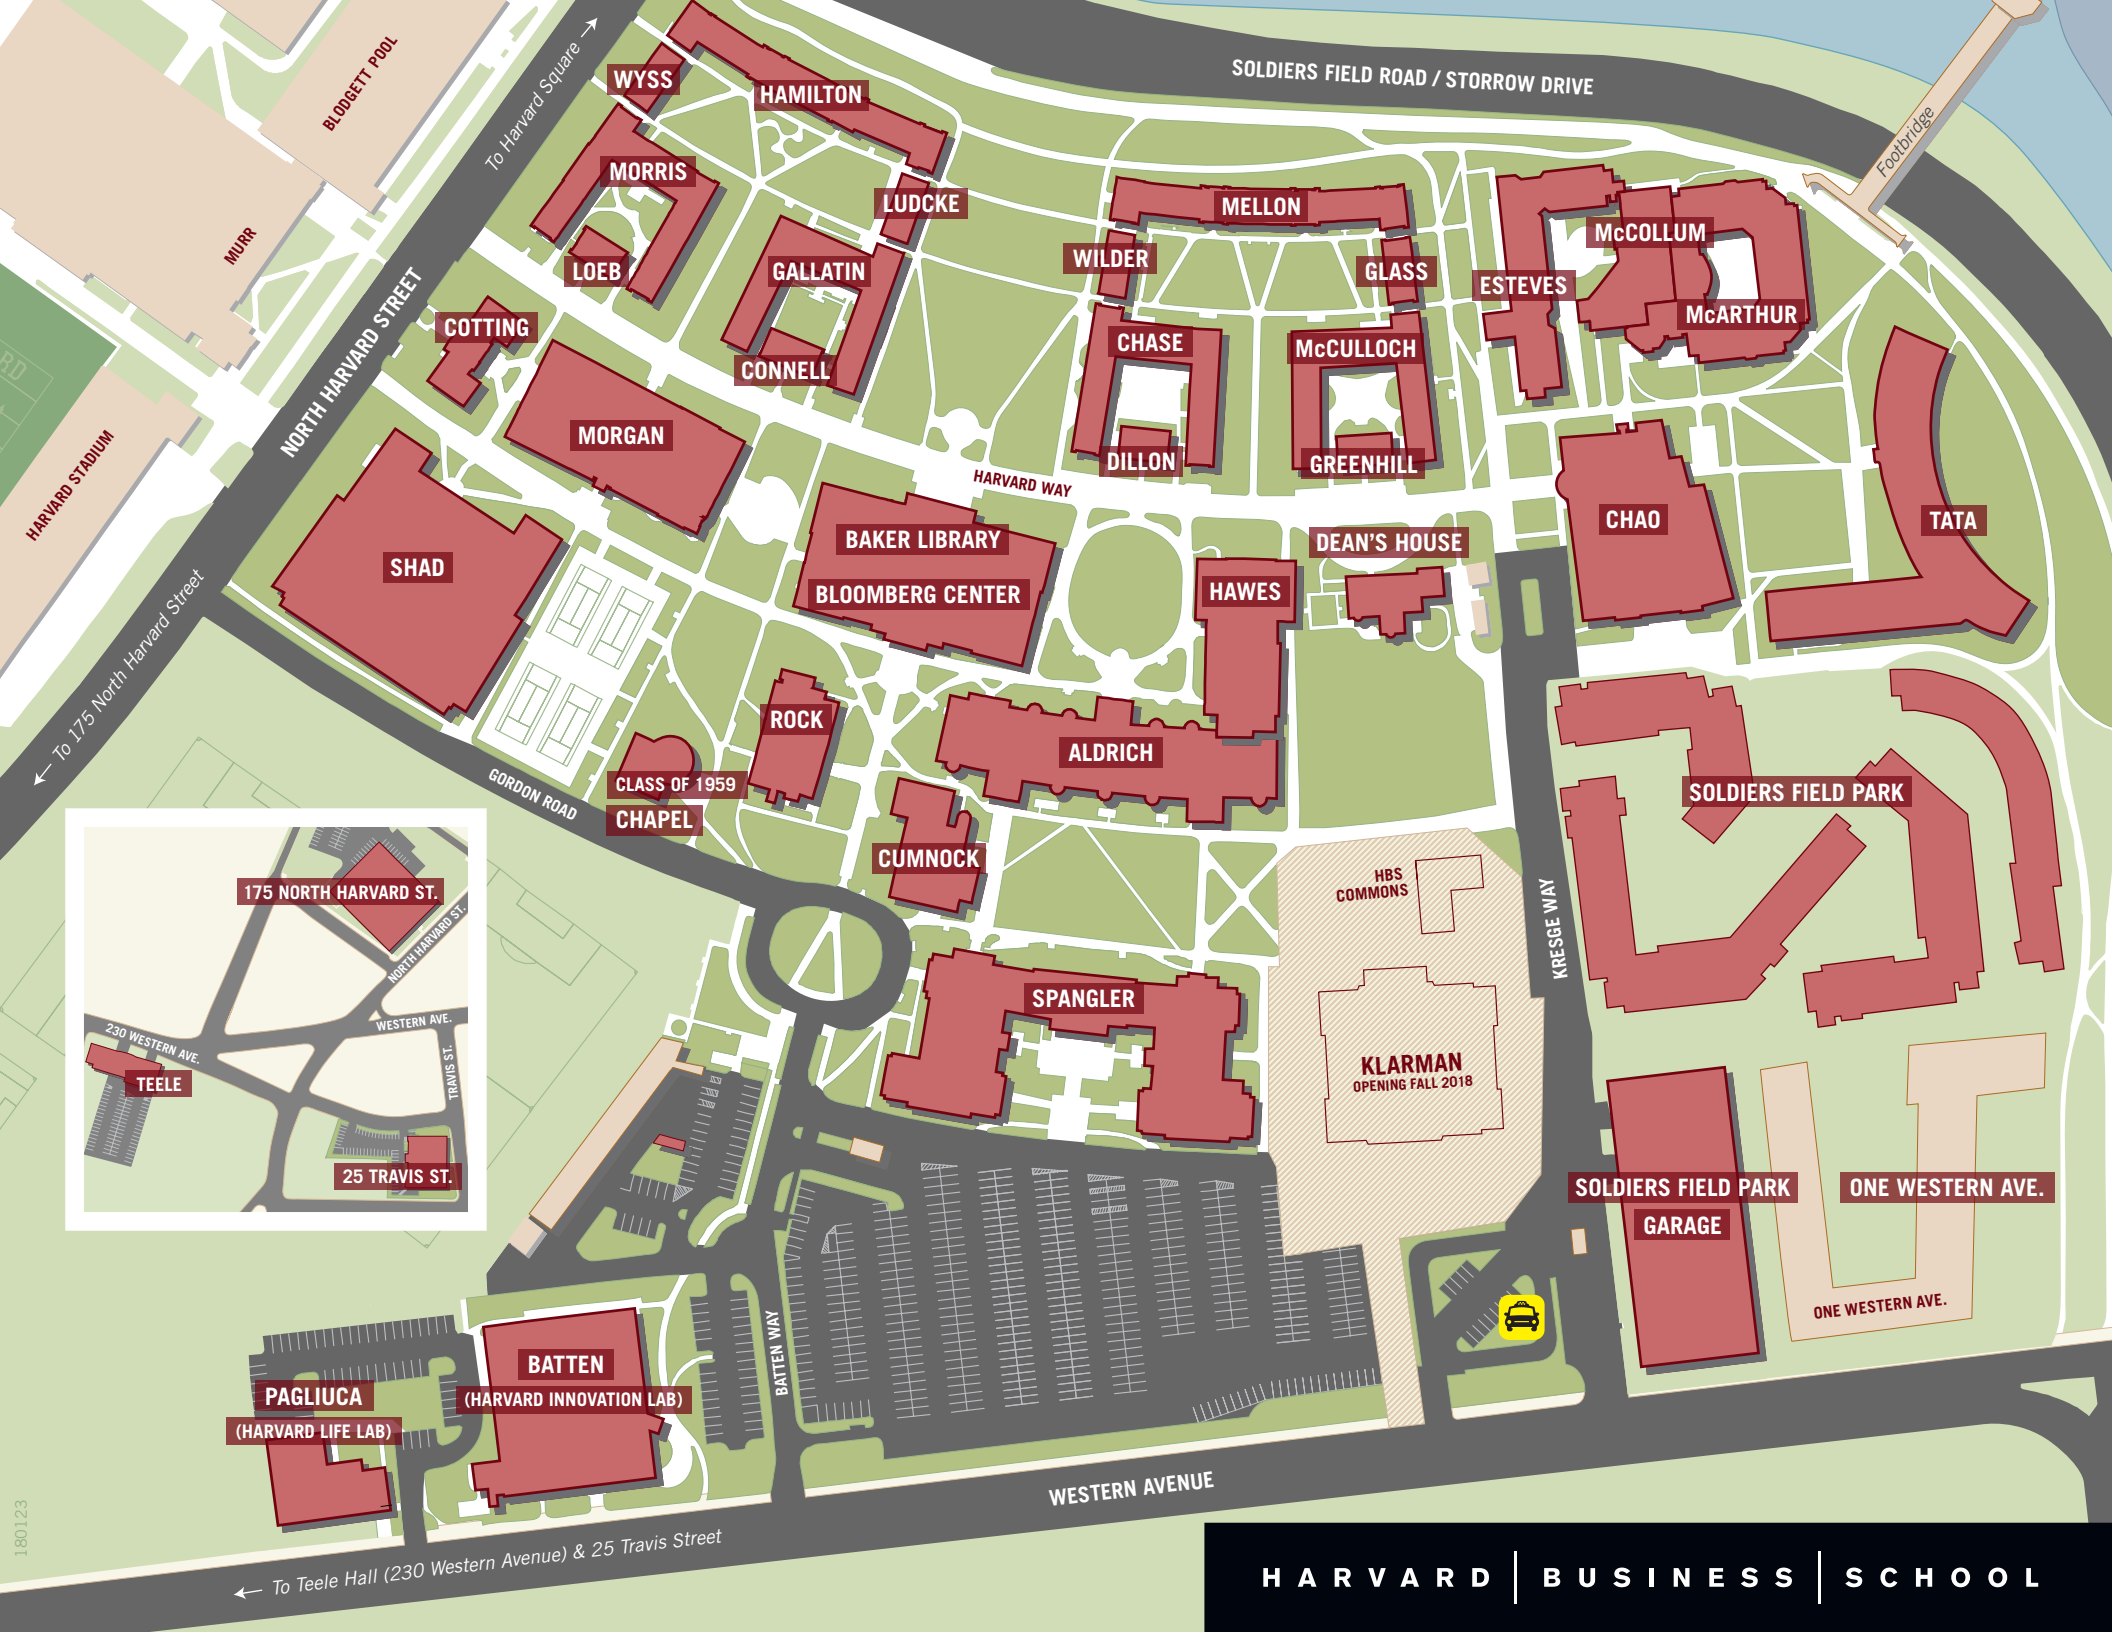 SOLDIERS FIELD ROAD / STORROW DRIVE
Footbridge
To Harvard Square
BLODGETT POOL
MURR
HARVARD STADIUM
NORTH HARVARD STREET
To 175 North Harvard Street
WYSS
HAMILTON
MORRIS
LUDCKE
LOEB
GALLATIN
CONNELL
COTTING
MORGAN
SHAD
MELLON
WILDER
GLASS
CHASE
McCULLOCH
DILLON
GREENHILL
ESTEVES
McCOLLUM
McARTHUR
HARVARD WAY
BAKER LIBRARY
BLOOMBERG CENTER
HAWES
DEAN'S HOUSE
CHAO
TATA
ROCK
ALDRICH
CLASS OF 1959
CHAPEL
CUMNOCK
GORDON ROAD
SOLDIERS FIELD PARK
HBS
COMMONS
KRESGE WAY
SPANGLER
KLARMAN
OPENING FALL 2018
175 NORTH HARVARD ST.
NORTH HARVARD ST.
WESTERN AVE.
230 WESTERN AVE.
TEELE
TRAVIS ST.
25 TRAVIS ST.
SOLDIERS FIELD PARK
GARAGE
ONE WESTERN AVE.
ONE WESTERN AVE.
BATTEN
(HARVARD INNOVATION LAB)
BATTEN WAY
PAGLIUCA
(HARVARD LIFE LAB)
WESTERN AVENUE
To Teele Hall (230 Western Avenue) & 25 Travis Street
180123
HARVARD BUSINESS SCHOOL